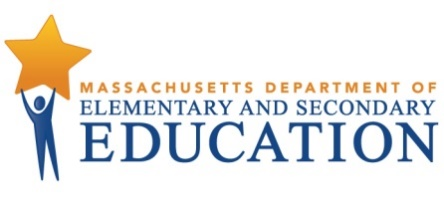 MASSACHUSETTS DEPARTMENT OF
ELEMENTARY AND SECONDARY
EDUCATION